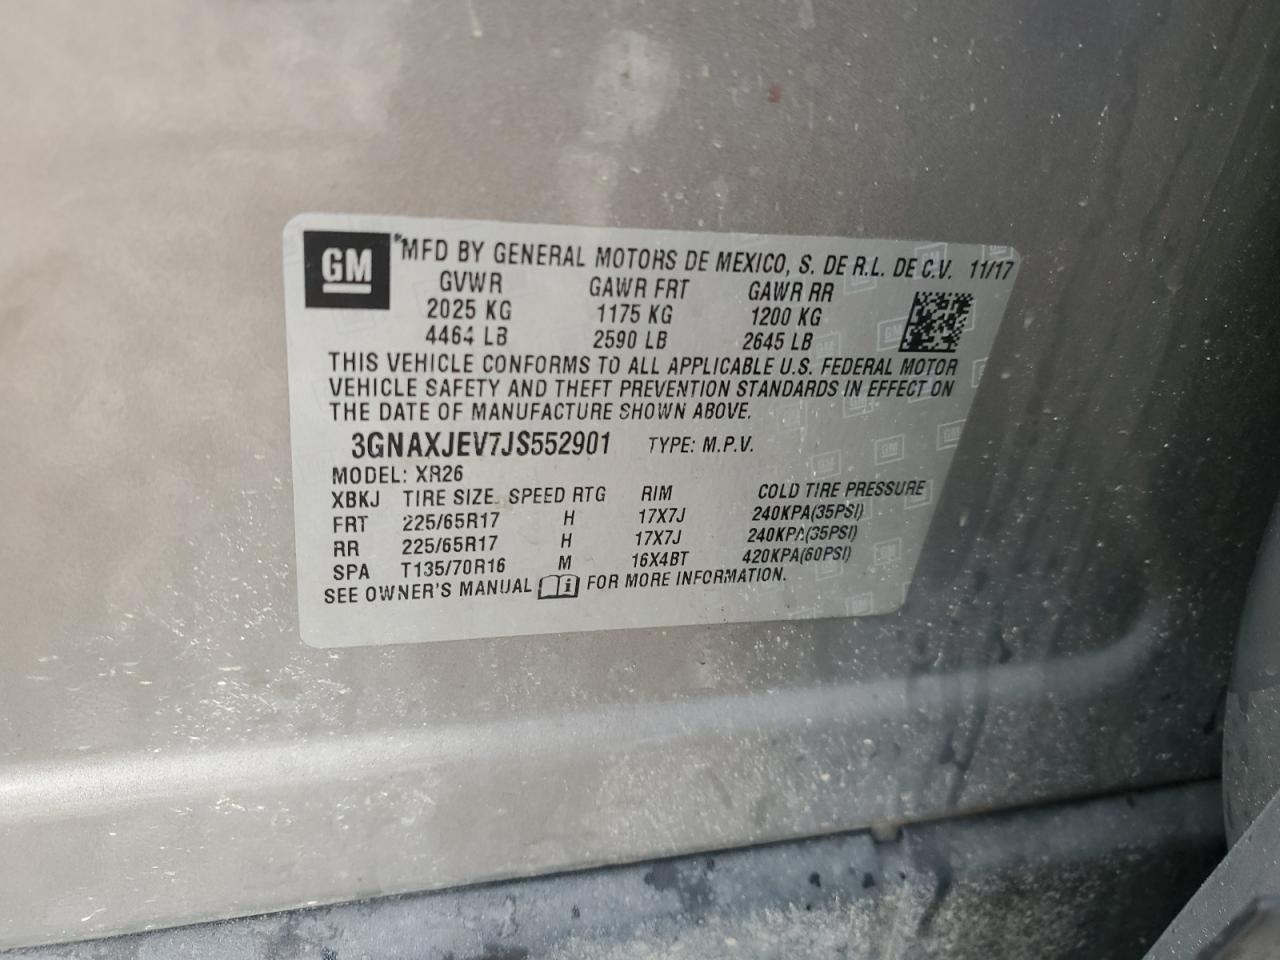 GM
*MFD BY GENERAL MOTORS DE MEXICO, S. DE R.L. DE C.V. 11/17
GVWR GAWR FRT GAWR RR
2025 KG 1175 KG 1200 KG
4464 LB 2590 LB 2645 LB
THIS VEHICLE CONFORMS TO ALL APPLICABLE U.S. FEDERAL MOTOR
VEHICLE SAFETY AND THEFT PREVENTION STANDARDS IN EFFECT ON
THE DATE OF MANUFACTURE SHOWN ABOVE.
3GNAXJEV7JS552901 TYPE: M.P.V.
MODEL: XR26
XBKJ TIRE SIZE SPEED RTG RIM COLD TIRE PRESSURE
FRT 225/65R17 H 17X7J 240KPA(35PSI)
RR 225/65R17 H 17X7J 240KPA(35PSI)
SPA T135/70R16 M 16X4BT 420KPA(60PSI)
SEE OWNER'S MANUAL i FOR MORE INFORMATION.